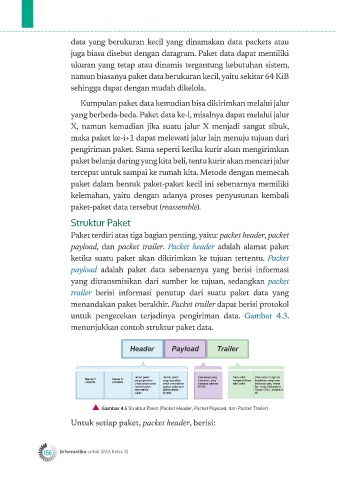 data yang berukuran kecil yang dinamakan data packets atau
juga biasa disebut dengan datagram. Paket data dapat memiliki
ukuran yang tetap atau dinamis tergantung kebutuhan sistem,
namun biasanya paket data berukuran kecil, yaitu sekitar 64 KiB
sehingga dapat dengan mudah dikelola.
Kumpulan paket data kemudian bisa dikirimkan melalui jalur
yang berbeda-beda. Paket data ke-i, misalnya dapat melalui jalur
X, namun kemudian jika suatu jalur X menjadi sangat sibuk,
maka paket ke-i+1 dapat melewati jalur lain menuju tujuan dari
pengiriman paket. Sama seperti ketika kurir akan mengirimkan
paket belanja daring yang kita beli, tentu kurir akan mencari jalur
tercepat untuk sampai ke rumah kita. Metode dengan memecah
paket dalam bentuk paket-paket kecil ini sebenarnya memiliki
kelemahan, yaitu dengan adanya proses penyusunan kembali
paket-paket data tersebut (reassemble).
Struktur Paket
Paket terdiri atas tiga bagian penting, yaitu: packet header, packet
payload, dan packet trailer. Packet header adalah alamat paket
ketika suatu paket akan dikirimkan ke tujuan tertentu. Packet
payload adalah paket data sebenarnya yang berisi informasi
yang ditransmisikan dari sumber ke tujuan, sedangkan packet
trailer berisi informasi penutup dari suatu paket data yang
menandakan paket berakhir. Packet trailer dapat berisi protokol
untuk pengecekan terjadinya pengiriman data. Gambar 4.3.
menunjukkan contoh struktur paket data.
Header Payload Trailer
Gambar 4.3 Struktur Paket (Packet Header, Packet Payload, dan Packet Trailer)
Untuk setiap paket, packet header, berisi:
156 Informatika untuk SMA Kelas XI